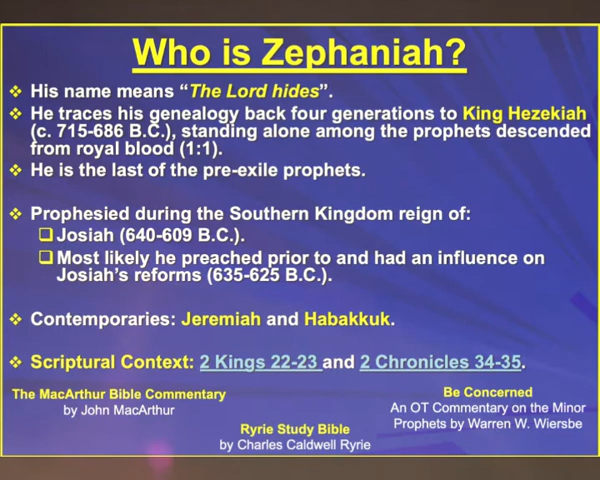 Who is Zephaniah?
❖ His name means “The Lord hides”.
❖ He traces his genealogy back four generations to King Hezekiah
(c. 715-686 B.C.), standing alone among the prophets descended
from royal blood (1:1).
❖ He is the last of the pre-exile prophets.
❖ Prophesied during the Southern Kingdom reign of:
❑ Josiah (640-609 B.C.).
❑ Most likely he preached prior to and had an influence on
Josiah’s reforms (635-625 B.C.).
❖ Contemporaries: Jeremiah and Habakkuk.
❖ Scriptural Context: 2 Kings 22-23 and 2 Chronicles 34-35.
The MacArthur Bible Commentary
by John MacArthur
Ryrie Study Bible
by Charles Caldwell Ryrie
Be Concerned
An OT Commentary on the Minor
Prophets by Warren W. Wiersbe